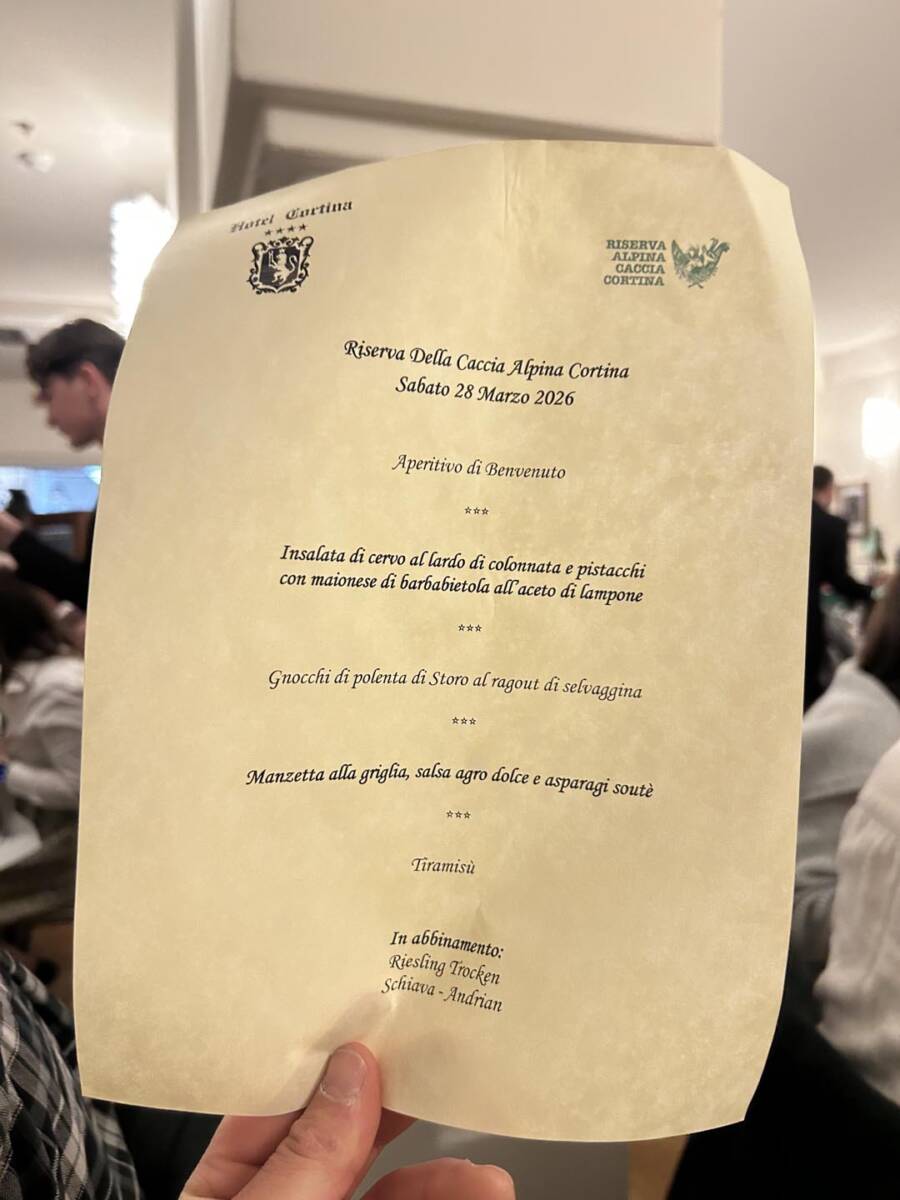 Hotel Cortina
****
RISERVA
ALPINA
CACCIA
CORTINA
Riserva Della Caccia Alpina Cortina
Sabato 28 Marzo 2026
Aperitivo di Benvenuto
***
Insalata di cervo al lardo di colonnata e pistacchi
con maionese di barbabietola all'aceto di lampone
***
Gnocchi di polenta di Storo al ragout di selvaggina
***
Manzetta alla griglia, salsa agro dolce e asparagi soutè
***
Tiramisù
In abbinamento:
Riesling Trocken
Schiava - Andrian